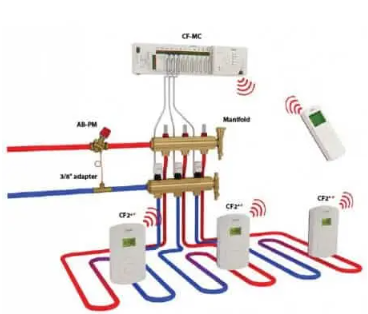 CF-MC
AB-PM
Manifold
3/8" adapter
CF2+
CF2+
CF2+